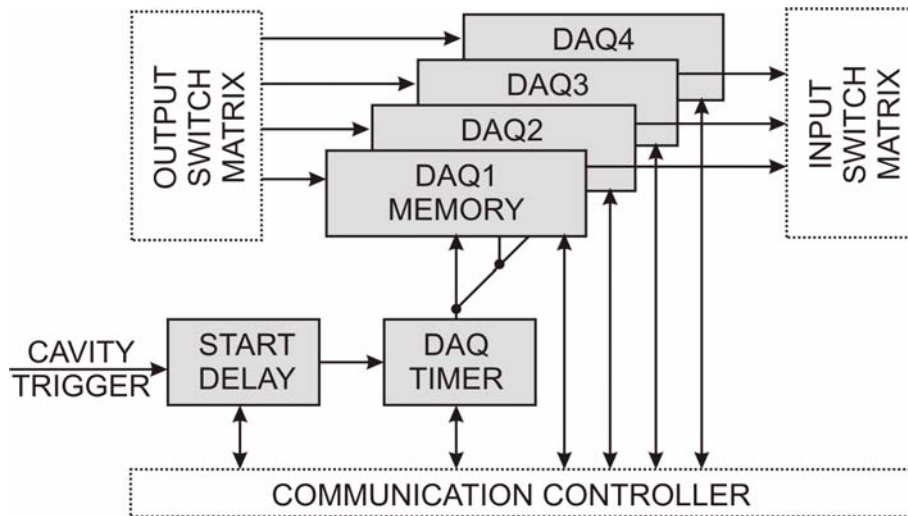 OUTPUT
SWITCH
MATRIX
DAQ4
DAQ3
DAQ2
DAQ1
MEMORY
INPUT
SWITCH
MATRIX
CAVITY
TRIGGER
START
DELAY
DAQ
TIMER
COMMUNICATION CONTROLLER